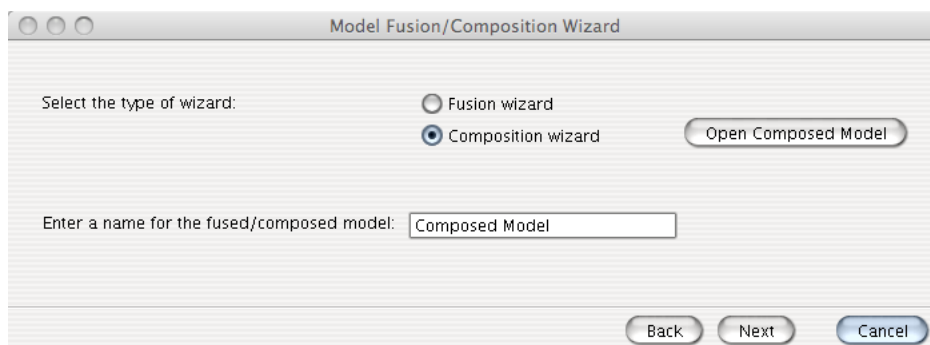 Model Fusion/Composition Wizard
Select the type of wizard:
Fusion wizard
Composition wizard
Open Composed Model
Enter a name for the fused/composed model:
Composed Model
Back
Next
Cancel